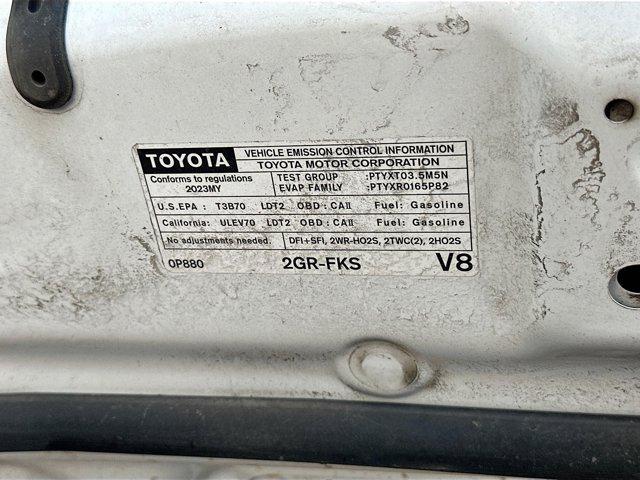 TOYOTA
VEHICLE EMISSION CONTROL INFORMATION
TOYOTA MOTOR CORPORATION
Conforms to regulations
2023MY
TEST GROUP :PTYXT03.5M5N
EVAP FAMILY :PTYXR0165P82
U.S.EPA : T3B70 LDT2 OBD:CAII Fuel: Gasoline
California: ULEV70 LDT2 OBD:CAII Fuel: Gasoline
No adjustments needed.
DFI+SFI, 2WR-HO2S, 2TWC(2), 2HO2S
0P880
2GR-FKS
V8